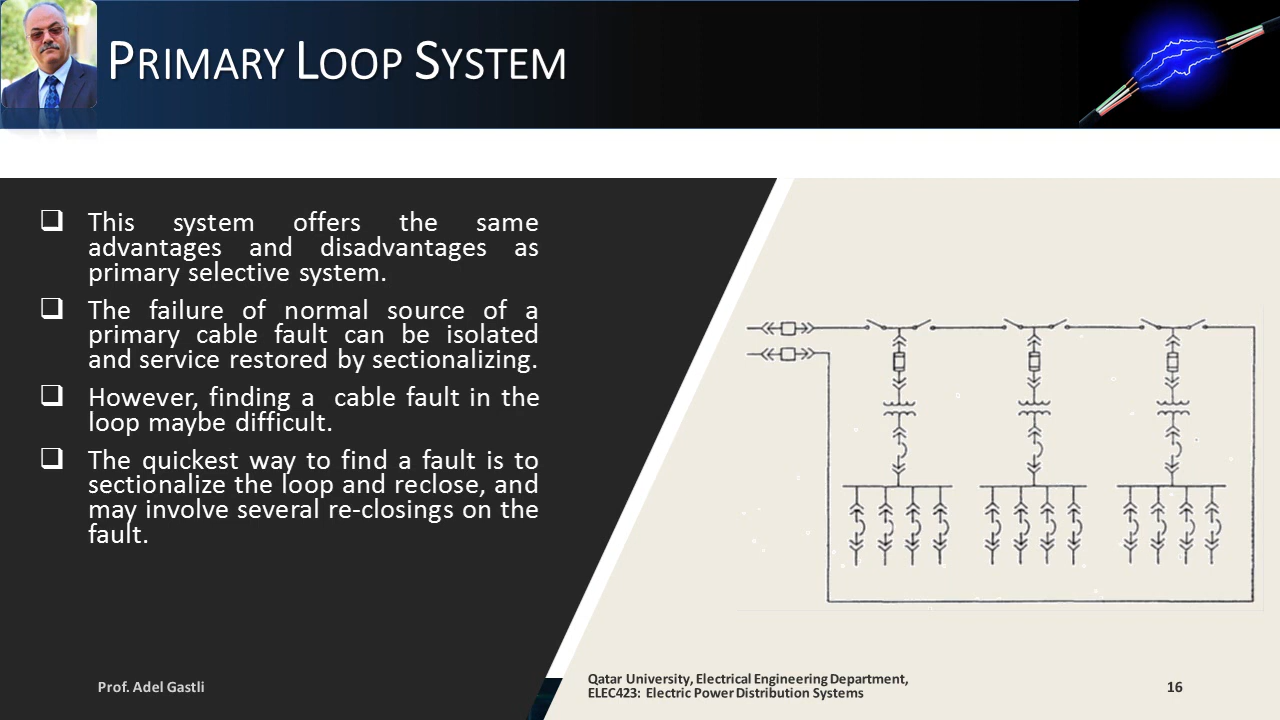 PRIMARY LOOP SYSTEM
❑ This system offers the same
advantages and disadvantages as
primary selective system.
❑ The failure of normal source of a
primary cable fault can be isolated
and service restored by sectionalizing.
❑ However, finding a cable fault in the
loop maybe difficult.
❑ The quickest way to find a fault is to
sectionalize the loop and reclose, and
may involve several re-closings on the
fault.
Prof. Adel Gastli
Qatar University, Electrical Engineering Department,
ELEC423: Electric Power Distribution Systems
16